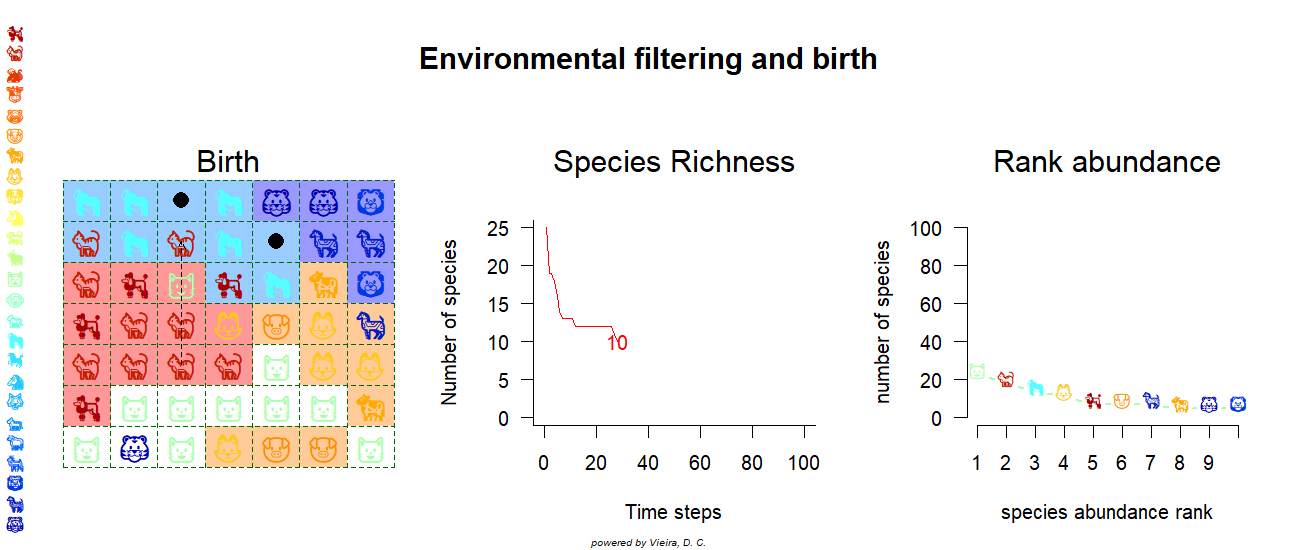 Environmental filtering and birth
Birth
Species Richness
Rank abundance
Number of species
25
20
15
10
5
0
10
0 20 40 60 80 100
Time steps
number of species
100
80
60
40
20
0
1 2 3 4 5 6 7 8 9
species abundance rank
powered by Vieira, D. C.